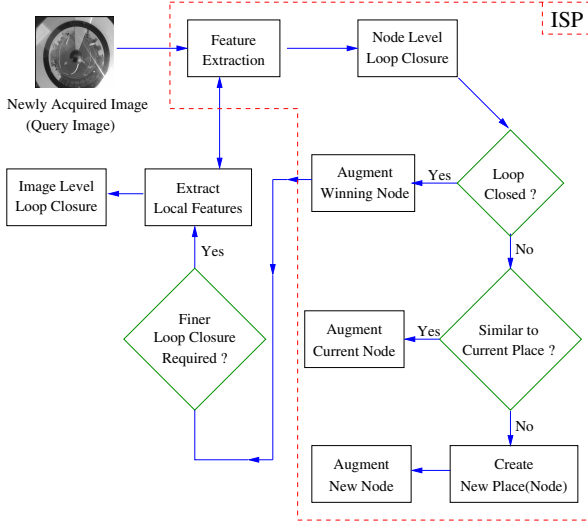 ISP
Feature
Extraction
Node Level
Loop Closure
Newly Acquired Image
(Query Image)
Image Level
Loop Closure
Extract
Local Features
Augment
Winning Node
Yes
Loop
Closed ?
Yes
No
Finer
Loop Closure
Required ?
Augment
Current Node
Yes
Similar to
Current Place ?
No
Augment
New Node
Create
New Place(Node)